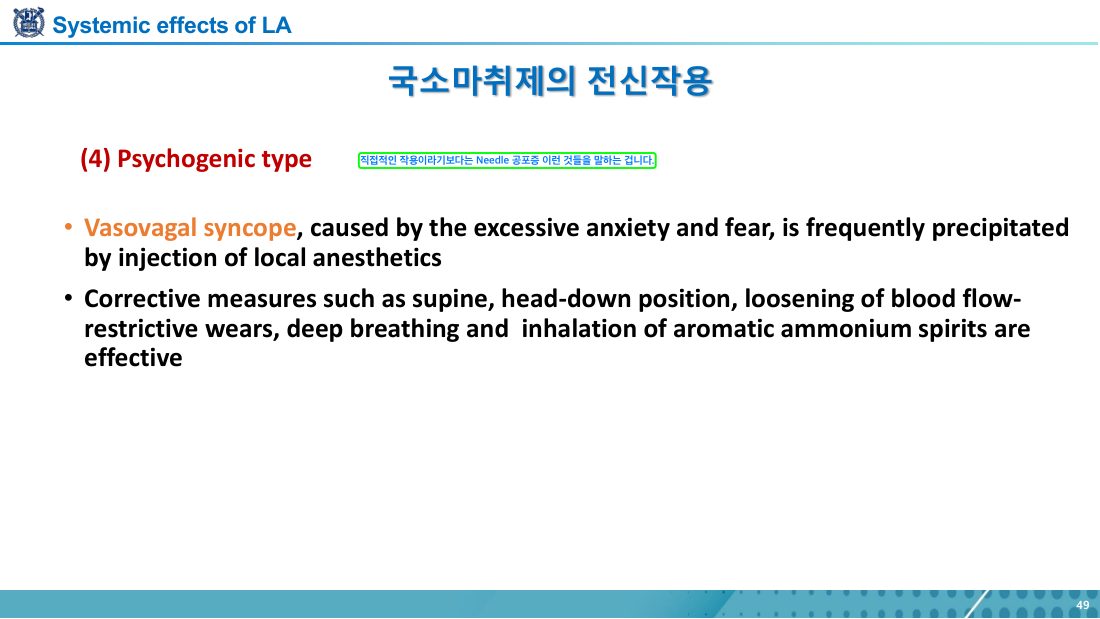 Systemic effects of LA
국소마취제의 전신작용
(4) Psychogenic type
직접적인 작용이라기보다는 Needle 공포증 이런 것들을 말하는 겁니다.
• Vasovagal syncope, caused by the excessive anxiety and fear, is frequently precipitated
by injection of local anesthetics
• Corrective measures such as supine, head-down position, loosening of blood flow-
restrictive wears, deep breathing and inhalation of aromatic ammonium spirits are
effective
49